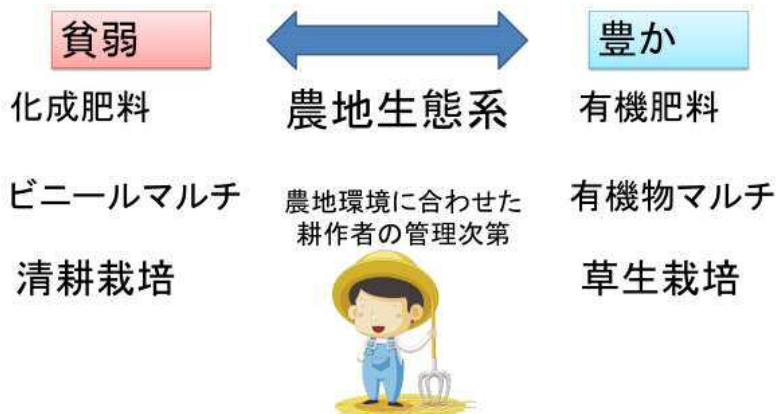 貧弱
豊か
化成肥料
農地生態系
有機肥料
ビニールマルチ
農地環境に合わせた
耕作者の管理次第
有機物マルチ
清耕栽培
草生栽培